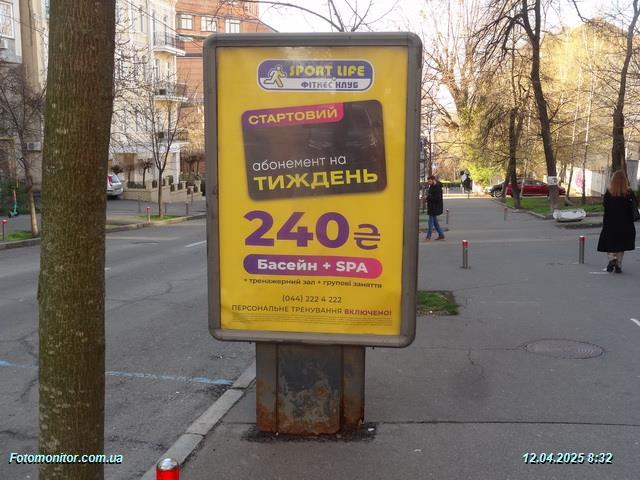 SPORT LIFE
ФІТНЕС КЛУБ
СТАРТОВИЙ
абонемент на
ТИЖДЕНЬ
240₴
Басейн + SPA
+ тренажерний зал + групові заняття
(044) 222 4 222
ПЕРСОНАЛЬНЕ ТРЕНУВАННЯ ВКЛЮЧЕНО!
Fotomonitor.com.ua
12.04.2025 8:32